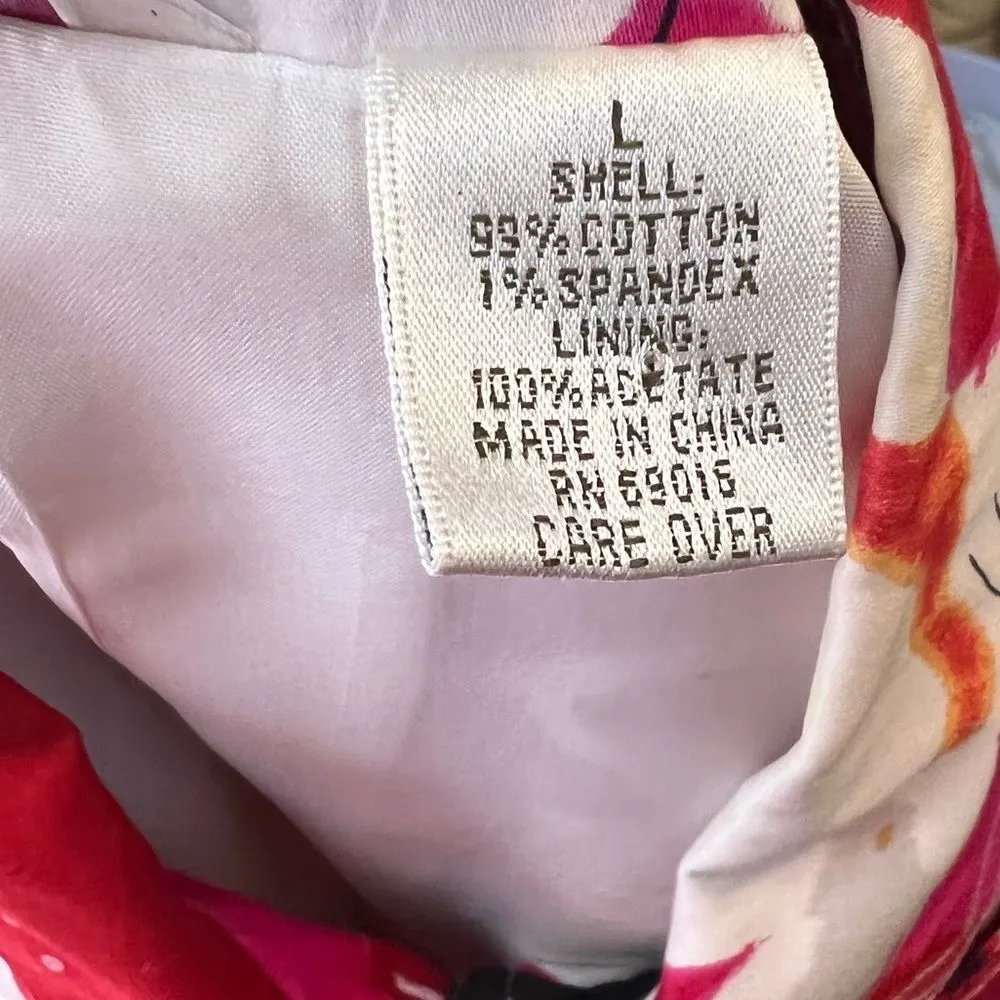 L
SHELL:
99% COTTON
1% SPANDEX
LINING:
100% ACETATE
MADE IN CHINA
RN 69016
CARE OVER